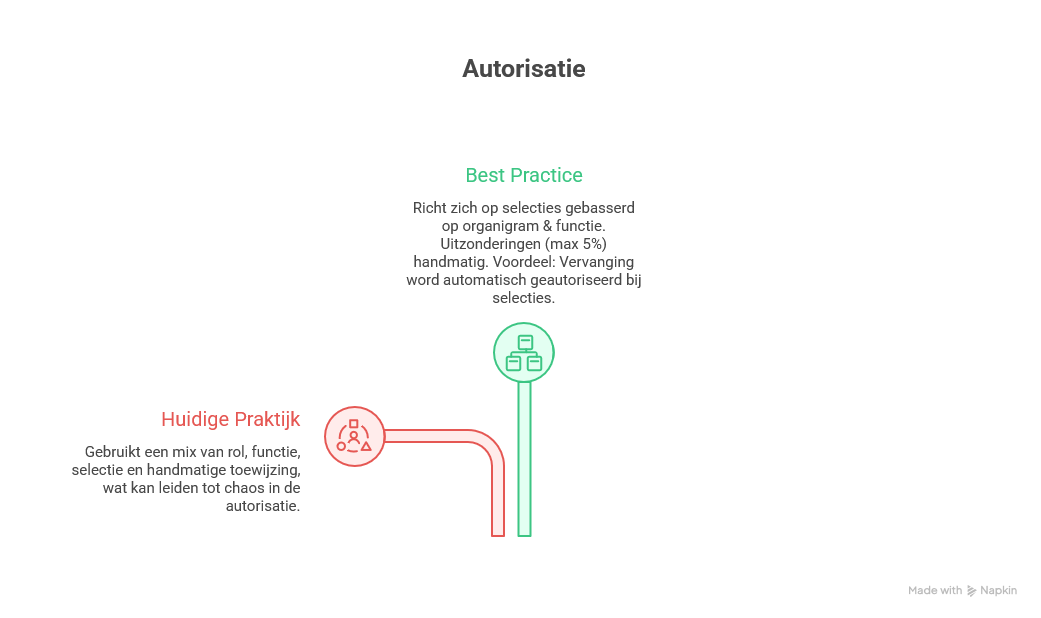 Autorisatie
Best Practice
Richt zich op selecties gebasserd
op organigram & functie.
Uitzonderingen (max 5%)
handmatig. Voordeel: Vervanging
word automatisch geautoriseerd bij
selecties.
Huidige Praktijk
Gebruikt een mix van rol, functie,
selectie en handmatige toewijzing,
wat kan leiden tot chaos in de
autorisatie.
Made with Napkin